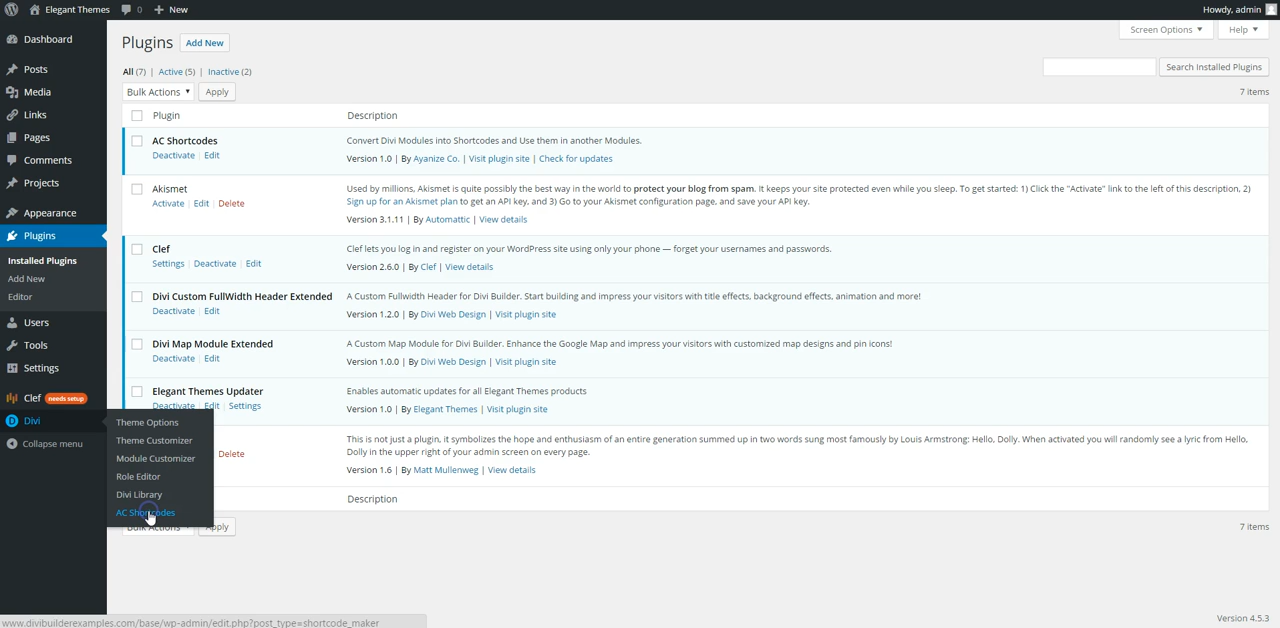 Elegant Themes 0 + New Howdy, admin
Dashboard
Posts
Media
Links
Pages
Comments
Projects
Appearance
Plugins
Installed Plugins
Add New
Editor
Users
Tools
Settings
Clef needs setup
Divi
Collapse menu
Theme Options
Theme Customizer
Module Customizer
Role Editor
Divi Library
AC Shortcodes
Screen Options ▼ Help ▼
Plugins Add New
All (7) | Active (5) | Inactive (2)
Search Installed Plugins
Bulk Actions ▼ Apply 7 items
Plugin Description
AC Shortcodes Convert Divi Modules into Shortcodes and Use them in another Modules.
Deactivate | Edit
Version 1.0 | By Ayanize Co. | Visit plugin site | Check for updates
Akismet Used by millions, Akismet is quite possibly the best way in the world to protect your blog from spam. It keeps your site protected even while you sleep. To get started: 1) Click the "Activate" link to the left of this description, 2)
Activate | Edit | Delete Sign up for an Akismet plan to get an API key, and 3) Go to your Akismet configuration page, and save your API key.
Version 3.1.11 | By Automattic | View details
Clef Clef lets you log in and register on your WordPress site using only your phone — forget your usernames and passwords.
Settings | Deactivate | Edit
Version 2.6.0 | By Clef | View details
Divi Custom FullWidth Header Extended A Custom Fullwidth Header for Divi Builder. Start building and impress your visitors with title effects, background effects, animation and more!
Deactivate | Edit
Version 1.2.0 | By Divi Web Design | Visit plugin site
Divi Map Module Extended A Custom Map Module for Divi Builder. Enhance the Google Map and impress your visitors with customized map designs and pin icons!
Deactivate | Edit
Version 1.0.0 | By Divi Web Design | Visit plugin site
Elegant Themes Updater Enables automatic updates for all Elegant Themes products
Deactivate | Edit | Settings
Version 1.0 | By Elegant Themes | Visit plugin site
This is not just a plugin, it symbolizes the hope and enthusiasm of an entire generation summed up in two words sung most famously by Louis Armstrong: Hello, Dolly. When activated you will randomly see a lyric from Hello,
Delete Dolly in the upper right of your admin screen on every page.
Version 1.6 | By Matt Mullenweg | View details
Description
Bulk Actions Apply 7 items
www.divibuilderexamples.com/base/wp-admin/edit.php?post_type=shortcode_maker
Version 4.5.3